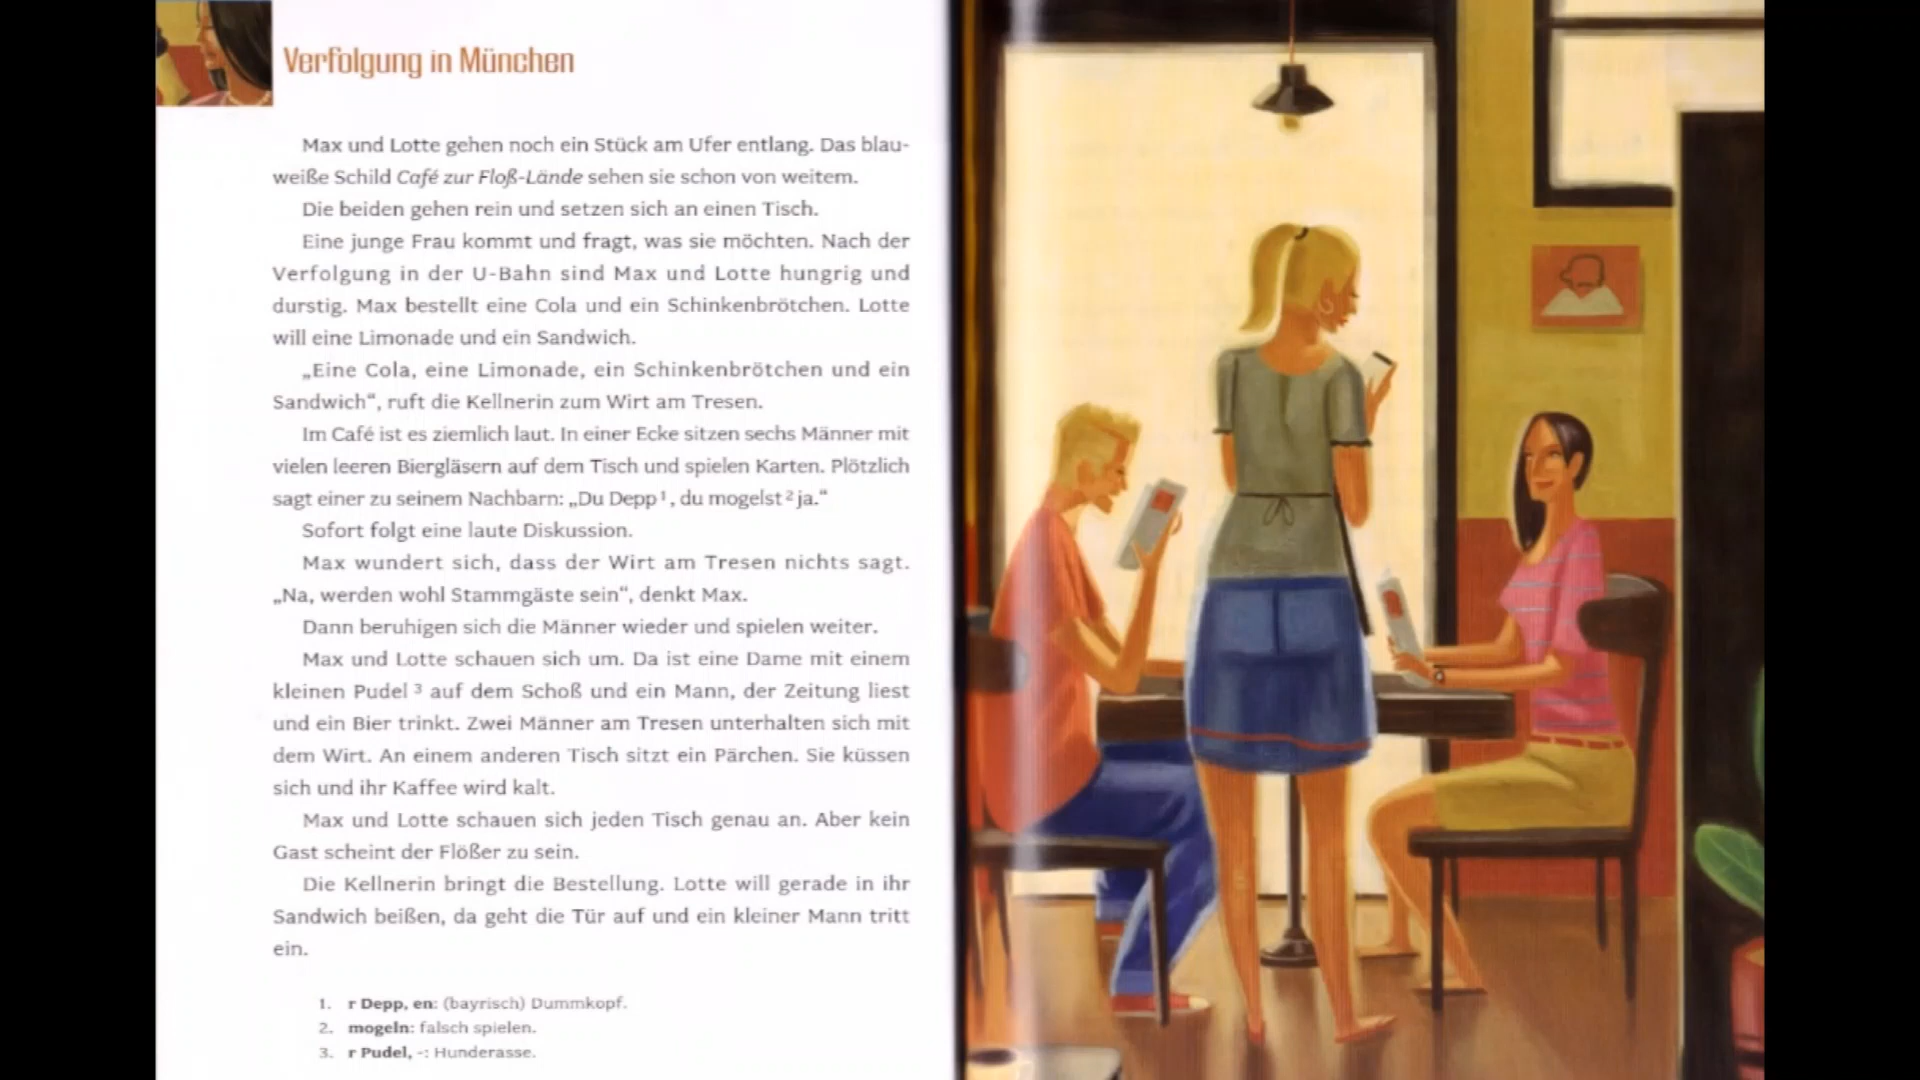 Verfolgung in München
Max und Lotte gehen noch ein Stück am Ufer entlang. Das blau-
weiße Schild Café zur Floß-Lände sehen sie schon von weitem.
Die beiden gehen rein und setzen sich an einen Tisch.
Eine junge Frau kommt und fragt, was sie möchten. Nach der
Verfolgung in der U-Bahn sind Max und Lotte hungrig und
durstig. Max bestellt eine Cola und ein Schinkenbrötchen. Lotte
will eine Limonade und ein Sandwich.
„Eine Cola, eine Limonade, ein Schinkenbrötchen und ein
Sandwich“, ruft die Kellnerin zum Wirt am Tresen.
Im Café ist es ziemlich laut. In einer Ecke sitzen sechs Männer mit
vielen leeren Biergläsern auf dem Tisch und spielen Karten. Plötzlich
sagt einer zu seinem Nachbarn: „Du Depp¹, du mogelst² ja.“
Sofort folgt eine laute Diskussion.
Max wundert sich, dass der Wirt am Tresen nichts sagt.
„Na, werden wohl Stammgäste sein“, denkt Max.
Dann beruhigen sich die Männer wieder und spielen weiter.
Max und Lotte schauen sich um. Da ist eine Dame mit einem
kleinen Pudel³ auf dem Schoß und ein Mann, der Zeitung liest
und ein Bier trinkt. Zwei Männer am Tresen unterhalten sich mit
dem Wirt. An einem anderen Tisch sitzt ein Pärchen. Sie küssen
sich und ihr Kaffee wird kalt.
Max und Lotte schauen sich jeden Tisch genau an. Aber kein
Gast scheint der Flößer zu sein.
Die Kellnerin bringt die Bestellung. Lotte will gerade in ihr
Sandwich beißen, da geht die Tür auf und ein kleiner Mann tritt
ein.
1. r Depp, en: (bayrisch) Dummkopf.
2. mogeln: falsch spielen.
3. r Pudel, -: Hunderasse.